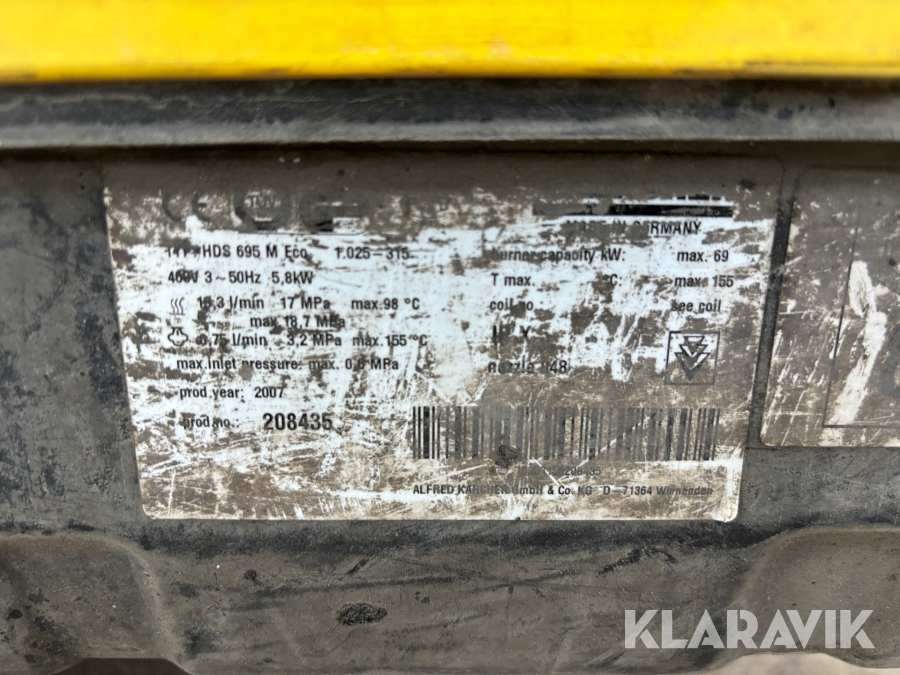 MADE IN GERMANY
HDS 695 M Eco 1.025-315
400V 3~50Hz 5,8kW
l/min 17 MPa max.98 °C
max.18,7 MPa
l/min 3,2 MPa max.155°C
max.inlet pressure: max. 0,6 MPa
prod.year: 2007
prod.no.: 208435
burner capacity kW: max. 69
T max. °C max. 155
coil no see coil
nozzle 048
ALFRED KÄRCHER GmbH & Co. KG D - 71364 Winnenden
KLARAVIK